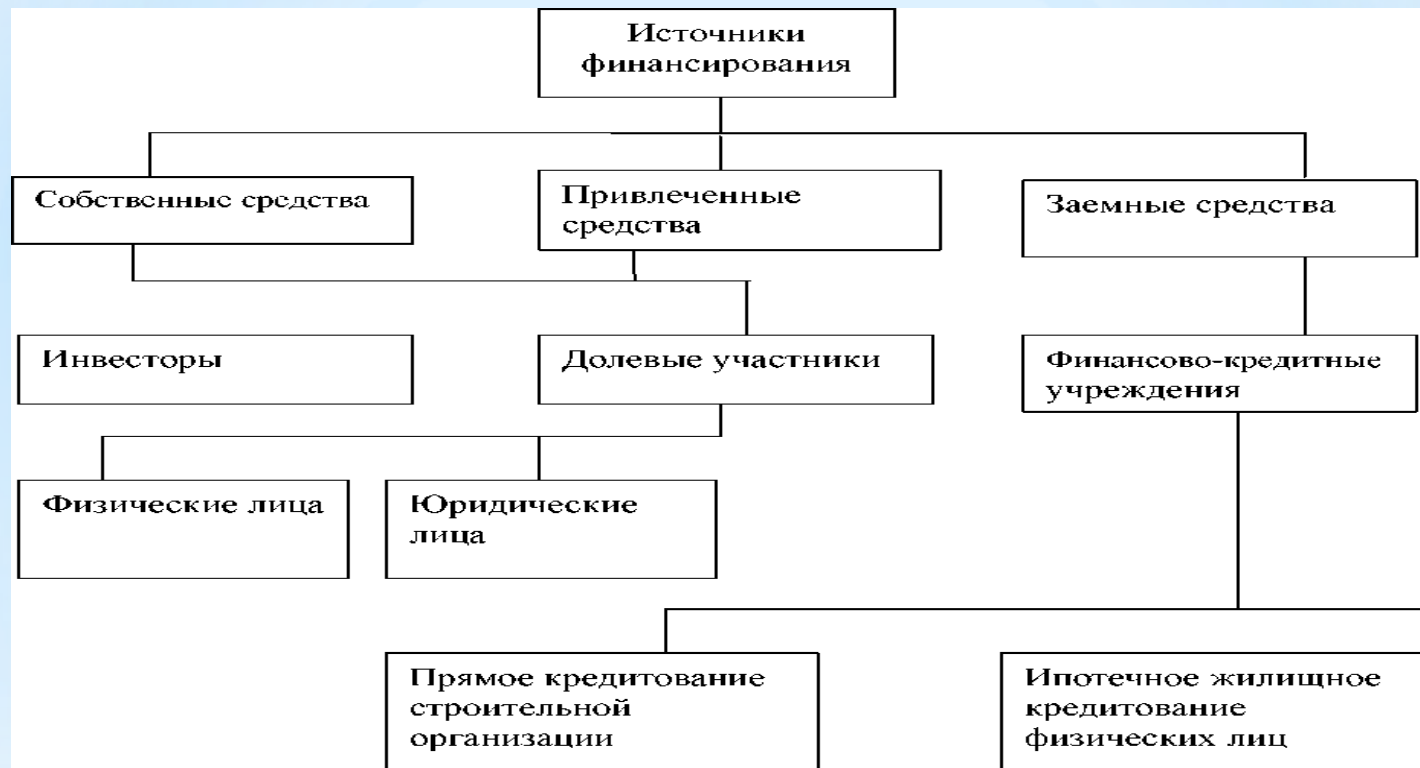 Источники
финансирования
Собственные средства
Привлеченные
средства
Заемные средства
Инвесторы
Долевые участники
Финансово-кредитные
учреждения
Физические лица
Юридические
лица
Прямое кредитование
строительной
организации
Ипотечное жилищное
кредитование
физических лиц